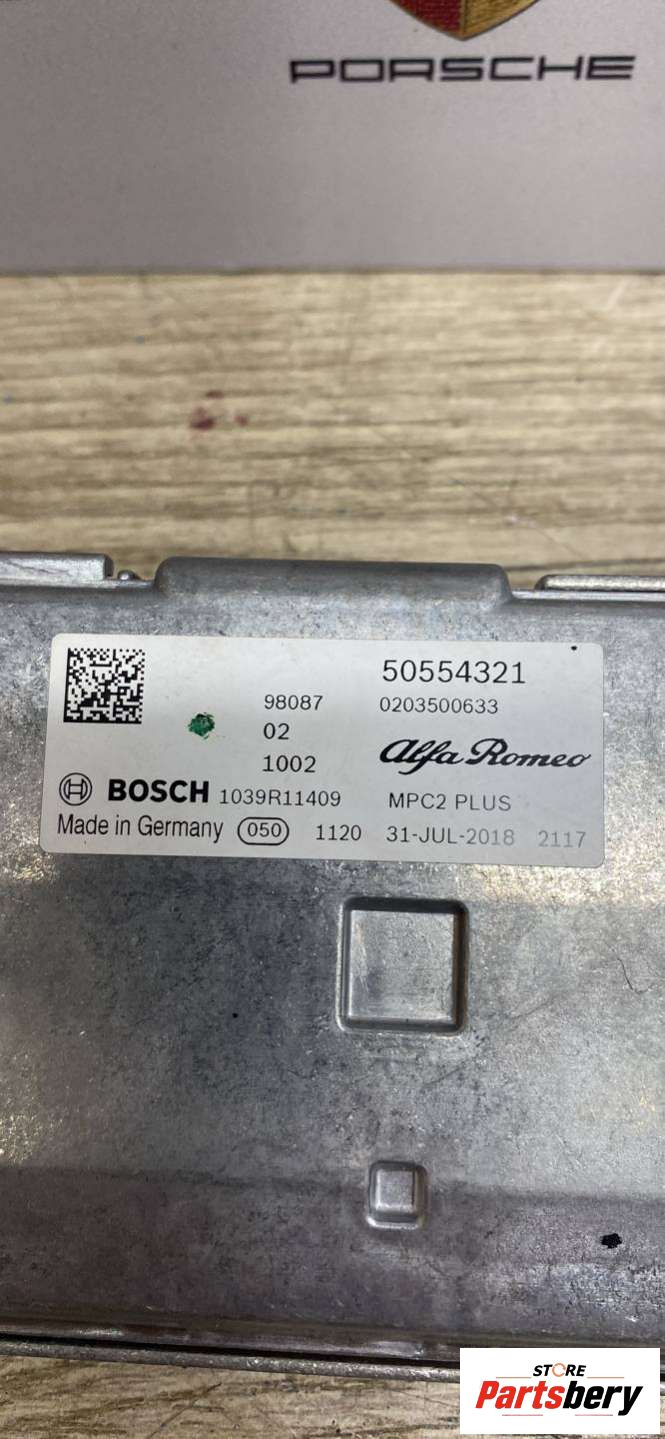 PORSCHE
50554321
98087 0203500633
02
1002 Alfa Romeo
BOSCH 1039R11409 MPC2 PLUS
Made in Germany 050 1120 31-JUL-2018 2117
STORE
Partsbery